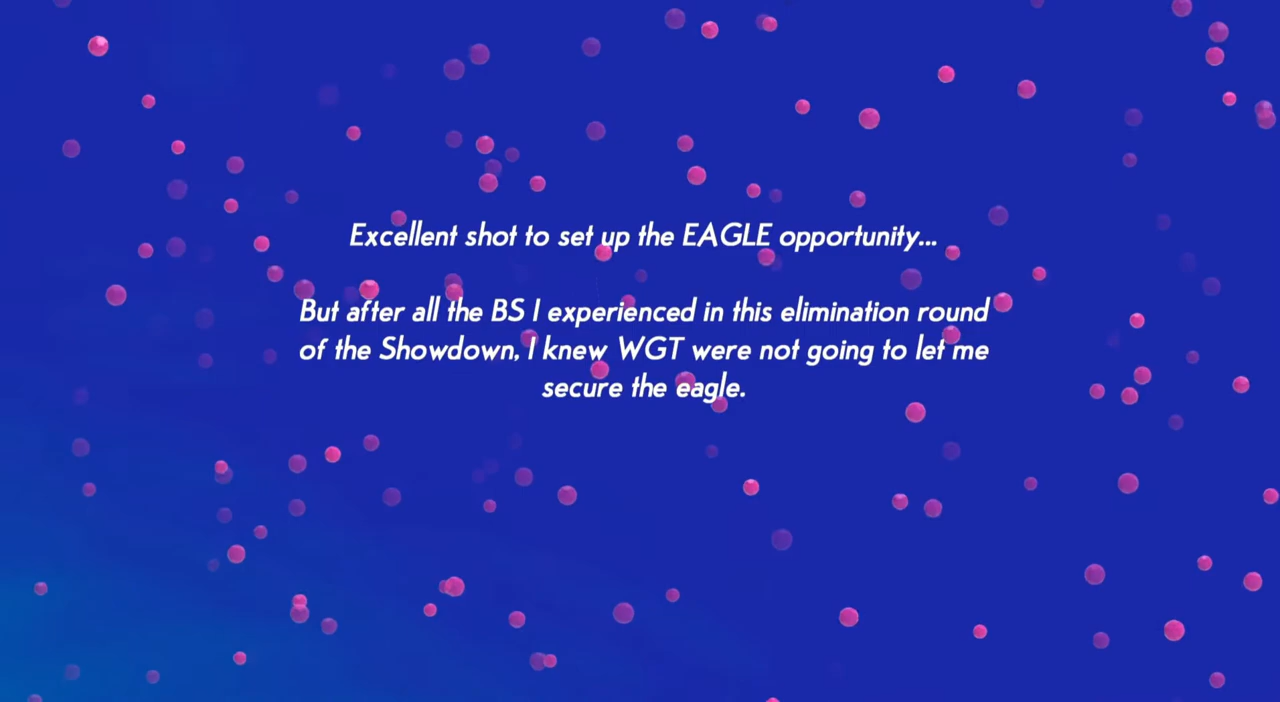 Excellent shot to set up the EAGLE opportunity...
But after all the BS I experienced in this elimination round
of the Showdown, I knew WGT were not going to let me
secure the eagle.